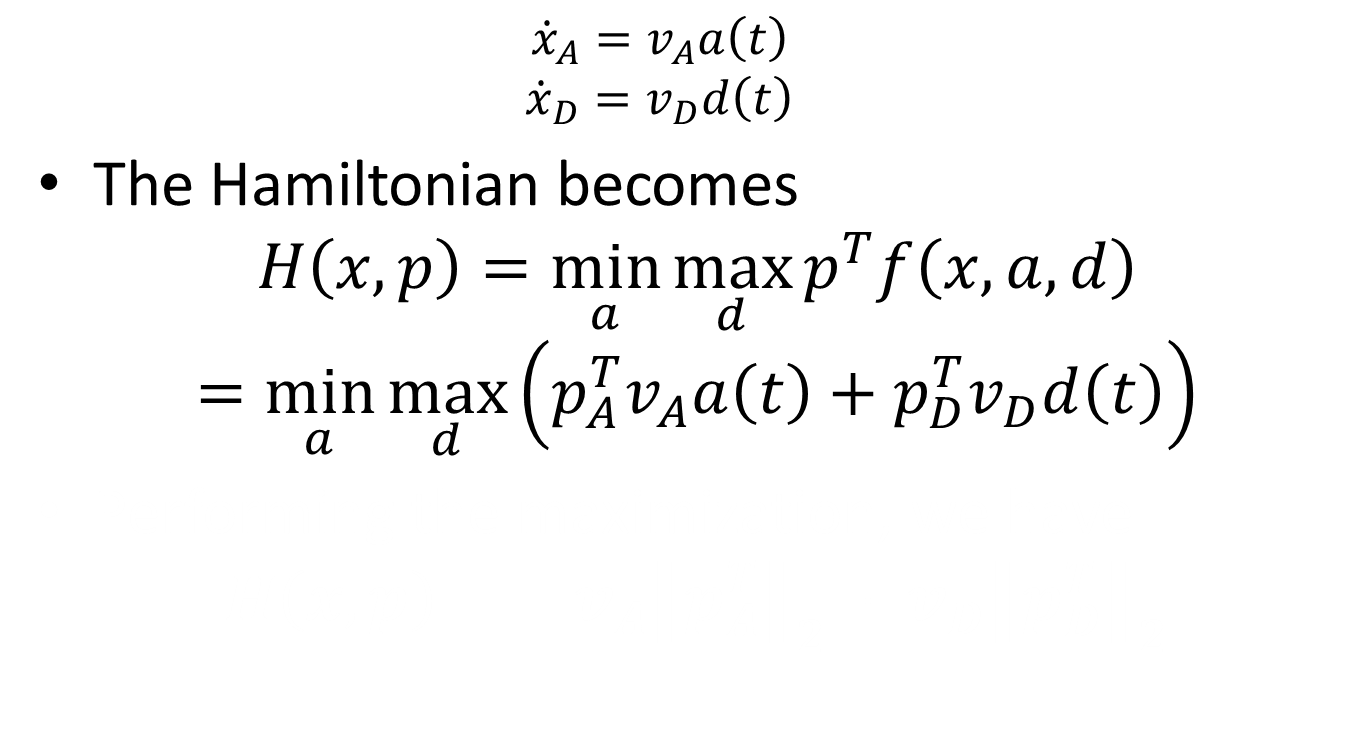 ẋ_A = v_A a(t)
ẋ_D = v_D d(t)
• The Hamiltonian becomes
H(x, p) = min_a max_d p^T f(x, a, d)
= min_a max_d (p_A^T v_A a(t) + p_D^T v_D d(t))